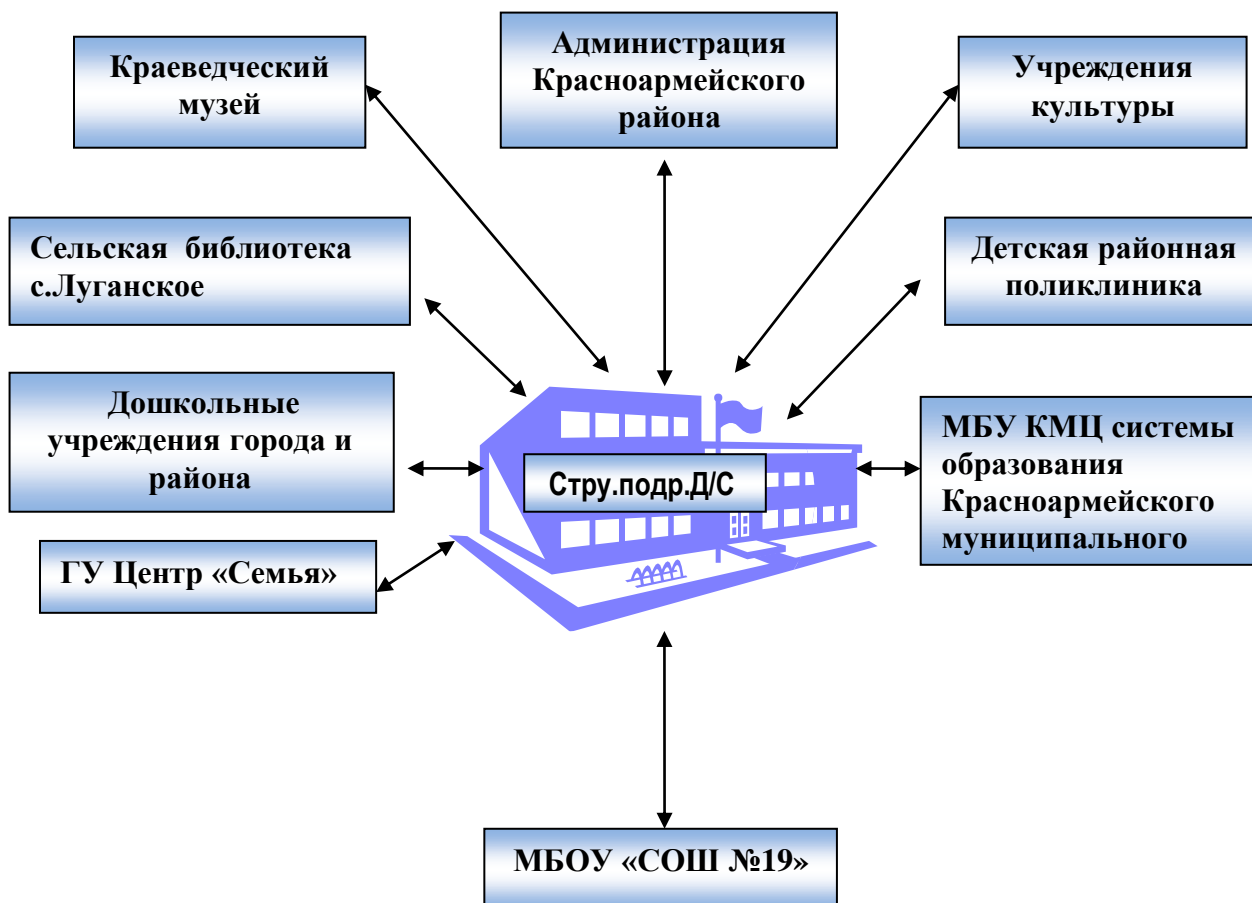 Краеведческий
музей
Администрация
Красноармейского
района
Учреждения
культуры
Сельская библиотека
с.Луганское
Детская районная
поликлиника
Дошкольные
учреждения города и
района
Стру.подр.Д/С
МБУ КМЦ системы
образования
Красноармейского
муниципального
ГУ Центр «Семья»
МБОУ «СОШ №19»